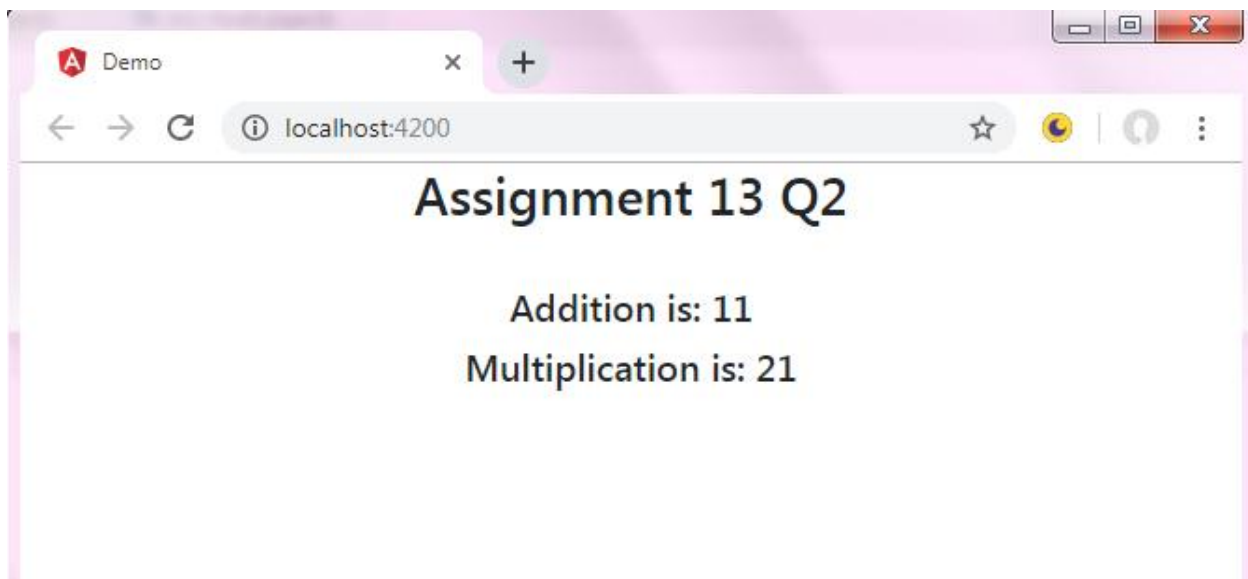 Demo
localhost:4200
Assignment 13 Q2
Addition is: 11
Multiplication is: 21